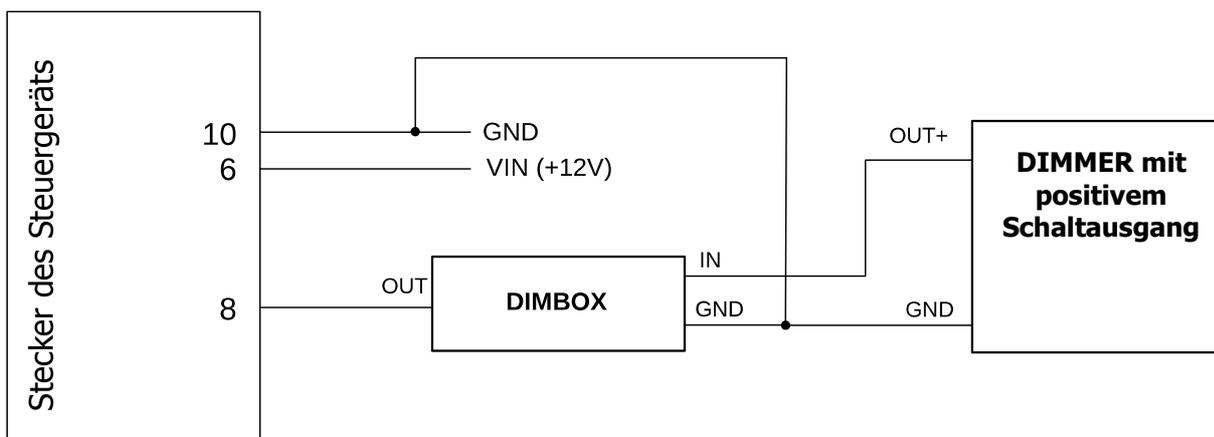 Stecker des Steuergeräts
10
GND
6
VIN (+12V)
8
OUT
DIMBOX
IN
GND
OUT+
GND
DIMMER mit
positivem
Schaltausgang